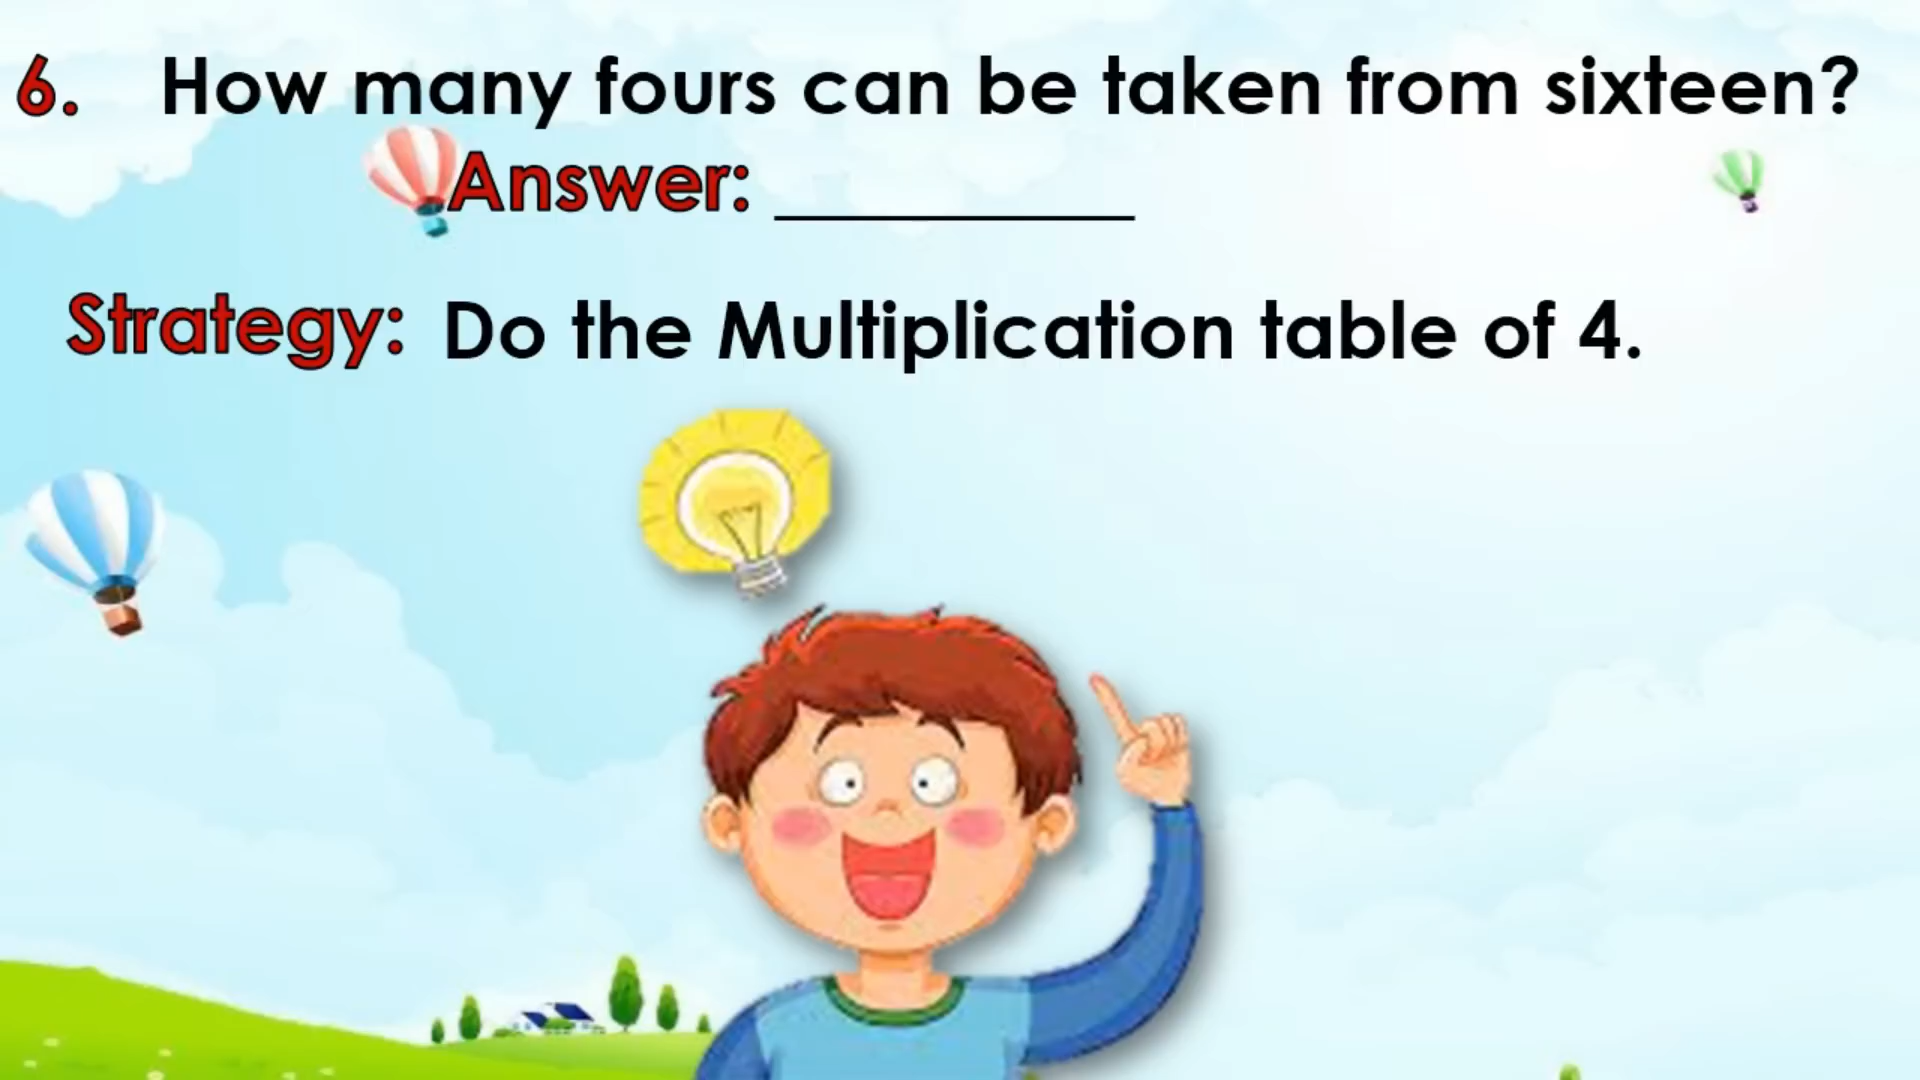 6. How many fours can be taken from sixteen?
Answer: __________
Strategy: Do the Multiplication table of 4.